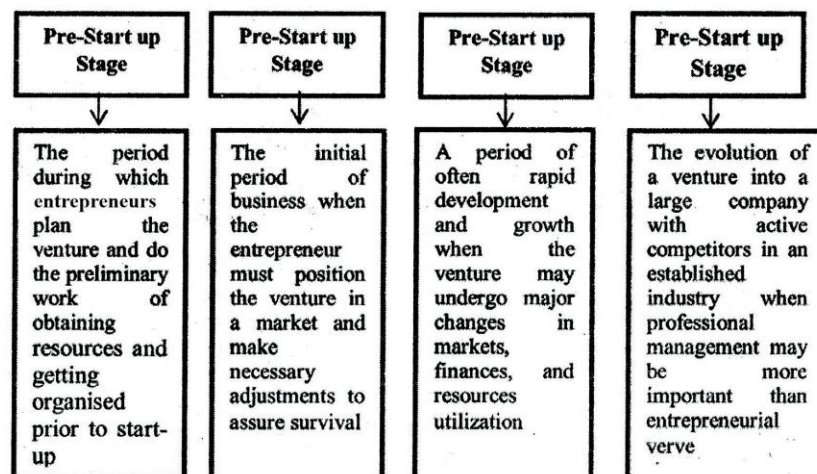 Pre-Start up
Stage
The period
during which
entrepreneurs
plan the
venture and do
the preliminary
work of
obtaining
resources and
getting
organised
prior to start-
up
Pre-Start up
Stage
The initial
period of
business when
the
entrepreneur
must position
the venture in
a market and
make
necessary
adjustments to
assure survival
Pre-Start up
Stage
A period of
often rapid
development
and growth
when the
venture may
undergo major
changes in
markets,
finances, and
resources
utilization
Pre-Start up
Stage
The evolution of
a venture into a
large company
with active
competitors in an
established
industry when
professional
management may
be more
important than
entrepreneurial
verve